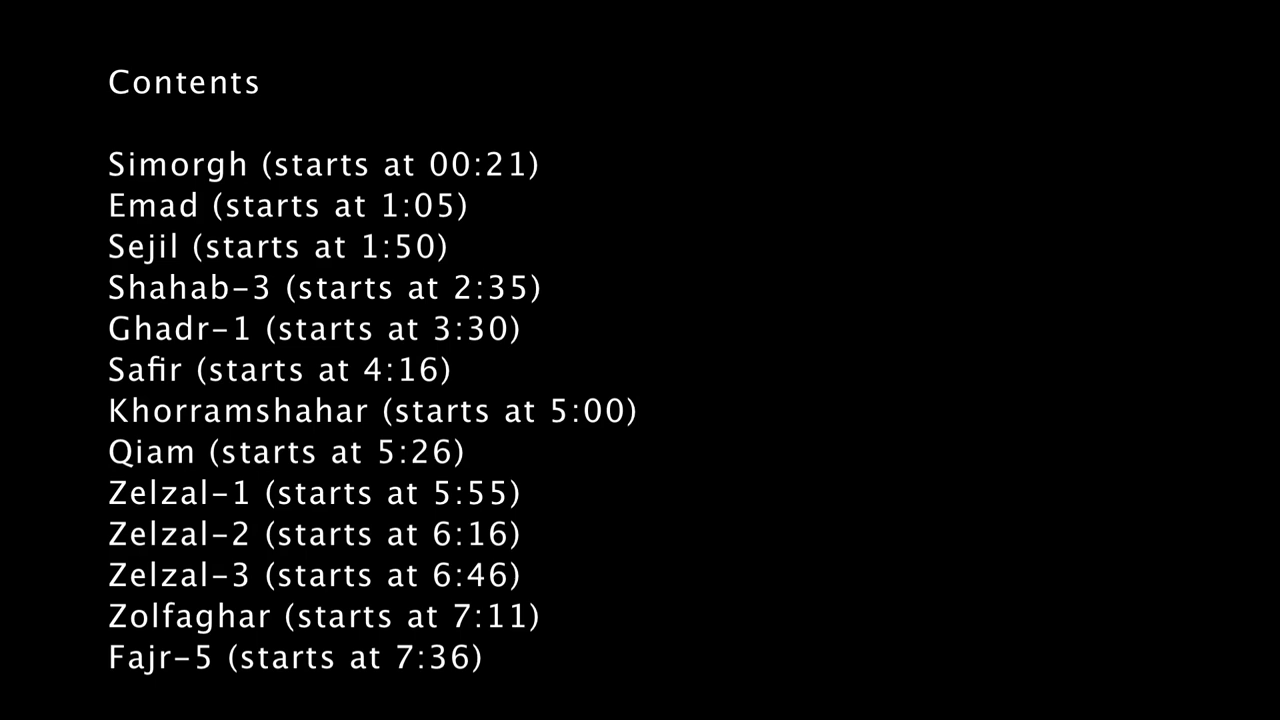 Contents
Simorgh (starts at 00:21)
Emad (starts at 1:05)
Sejil (starts at 1:50)
Shahab-3 (starts at 2:35)
Ghadr-1 (starts at 3:30)
Safir (starts at 4:16)
Khorramshahar (starts at 5:00)
Qiam (starts at 5:26)
Zelzal-1 (starts at 5:55)
Zelzal-2 (starts at 6:16)
Zelzal-3 (starts at 6:46)
Zolfaghar (starts at 7:11)
Fajr-5 (starts at 7:36)